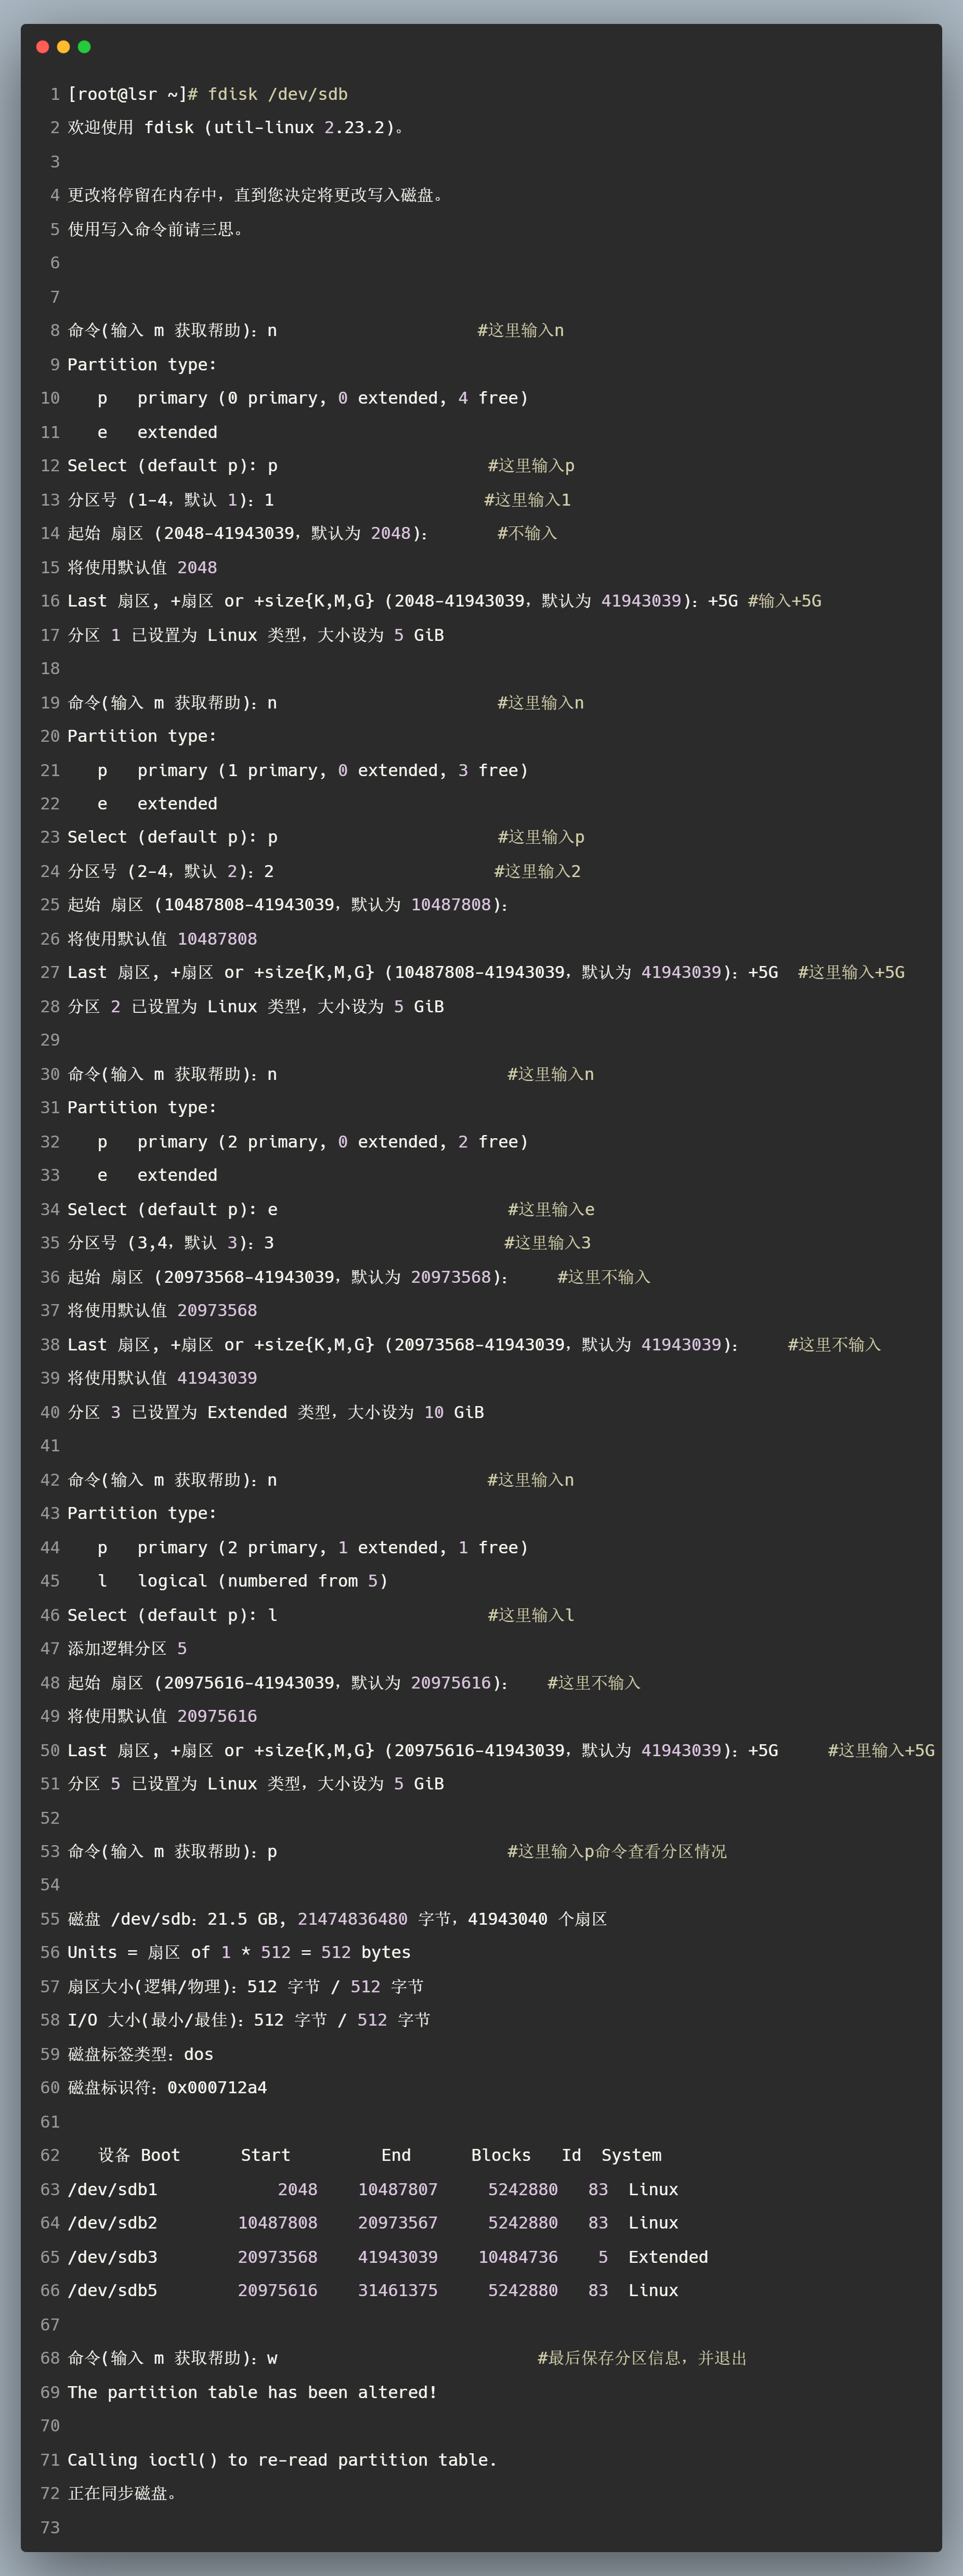 1 [root@lsr ~]# fdisk /dev/sdb
2 欢迎使用 fdisk (util-linux 2.23.2)。
3
4 更改将停留在内存中，直到您决定将更改写入磁盘。
5 使用写入命令前请三思。
6
7
8 命令(输入 m 获取帮助)：n                    #这里输入n
9 Partition type:
10    p   primary (0 primary, 0 extended, 4 free)
11    e   extended
12 Select (default p): p                     #这里输入p
13 分区号 (1-4，默认 1)：1                     #这里输入1
14 起始 扇区 (2048-41943039，默认为 2048)：       #不输入
15 将使用默认值 2048
16 Last 扇区, +扇区 or +size{K,M,G} (2048-41943039，默认为 41943039)：+5G #输入+5G
17 分区 1 已设置为 Linux 类型，大小设为 5 GiB
18
19 命令(输入 m 获取帮助)：n                      #这里输入n
20 Partition type:
21    p   primary (1 primary, 0 extended, 3 free)
22    e   extended
23 Select (default p): p                      #这里输入p
24 分区号 (2-4，默认 2)：2                      #这里输入2
25 起始 扇区 (10487808-41943039，默认为 10487808)：
26 将使用默认值 10487808
27 Last 扇区, +扇区 or +size{K,M,G} (10487808-41943039，默认为 41943039)：+5G  #这里输入+5G
28 分区 2 已设置为 Linux 类型，大小设为 5 GiB
29
30 命令(输入 m 获取帮助)：n                       #这里输入n
31 Partition type:
32    p   primary (2 primary, 0 extended, 2 free)
33    e   extended
34 Select (default p): e                       #这里输入e
35 分区号 (3,4，默认 3)：3                       #这里输入3
36 起始 扇区 (20973568-41943039，默认为 20973568)：     #这里不输入
37 将使用默认值 20973568
38 Last 扇区, +扇区 or +size{K,M,G} (20973568-41943039，默认为 41943039)：     #这里不输入
39 将使用默认值 41943039
40 分区 3 已设置为 Extended 类型，大小设为 10 GiB
41
42 命令(输入 m 获取帮助)：n                     #这里输入n
43 Partition type:
44    p   primary (2 primary, 1 extended, 1 free)
45    l   logical (numbered from 5)
46 Select (default p): l                     #这里输入l
47 添加逻辑分区 5
48 起始 扇区 (20975616-41943039，默认为 20975616)：    #这里不输入
49 将使用默认值 20975616
50 Last 扇区, +扇区 or +size{K,M,G} (20975616-41943039，默认为 41943039)：+5G     #这里输入+5G
51 分区 5 已设置为 Linux 类型，大小设为 5 GiB
52
53 命令(输入 m 获取帮助)：p                       #这里输入p命令查看分区情况
54
55 磁盘 /dev/sdb：21.5 GB, 21474836480 字节，41943040 个扇区
56 Units = 扇区 of 1 * 512 = 512 bytes
57 扇区大小(逻辑/物理)：512 字节 / 512 字节
58 I/O 大小(最小/最佳)：512 字节 / 512 字节
59 磁盘标签类型：dos
60 磁盘标识符：0x000712a4
61
62    设备 Boot      Start         End      Blocks   Id  System
63 /dev/sdb1            2048    10487807     5242880   83  Linux
64 /dev/sdb2        10487808    20973567     5242880   83  Linux
65 /dev/sdb3        20973568    41943039    10484736    5  Extended
66 /dev/sdb5        20975616    31461375     5242880   83  Linux
67
68 命令(输入 m 获取帮助)：w                          #最后保存分区信息，并退出
69 The partition table has been altered!
70
71 Calling ioctl() to re-read partition table.
72 正在同步磁盘。
73